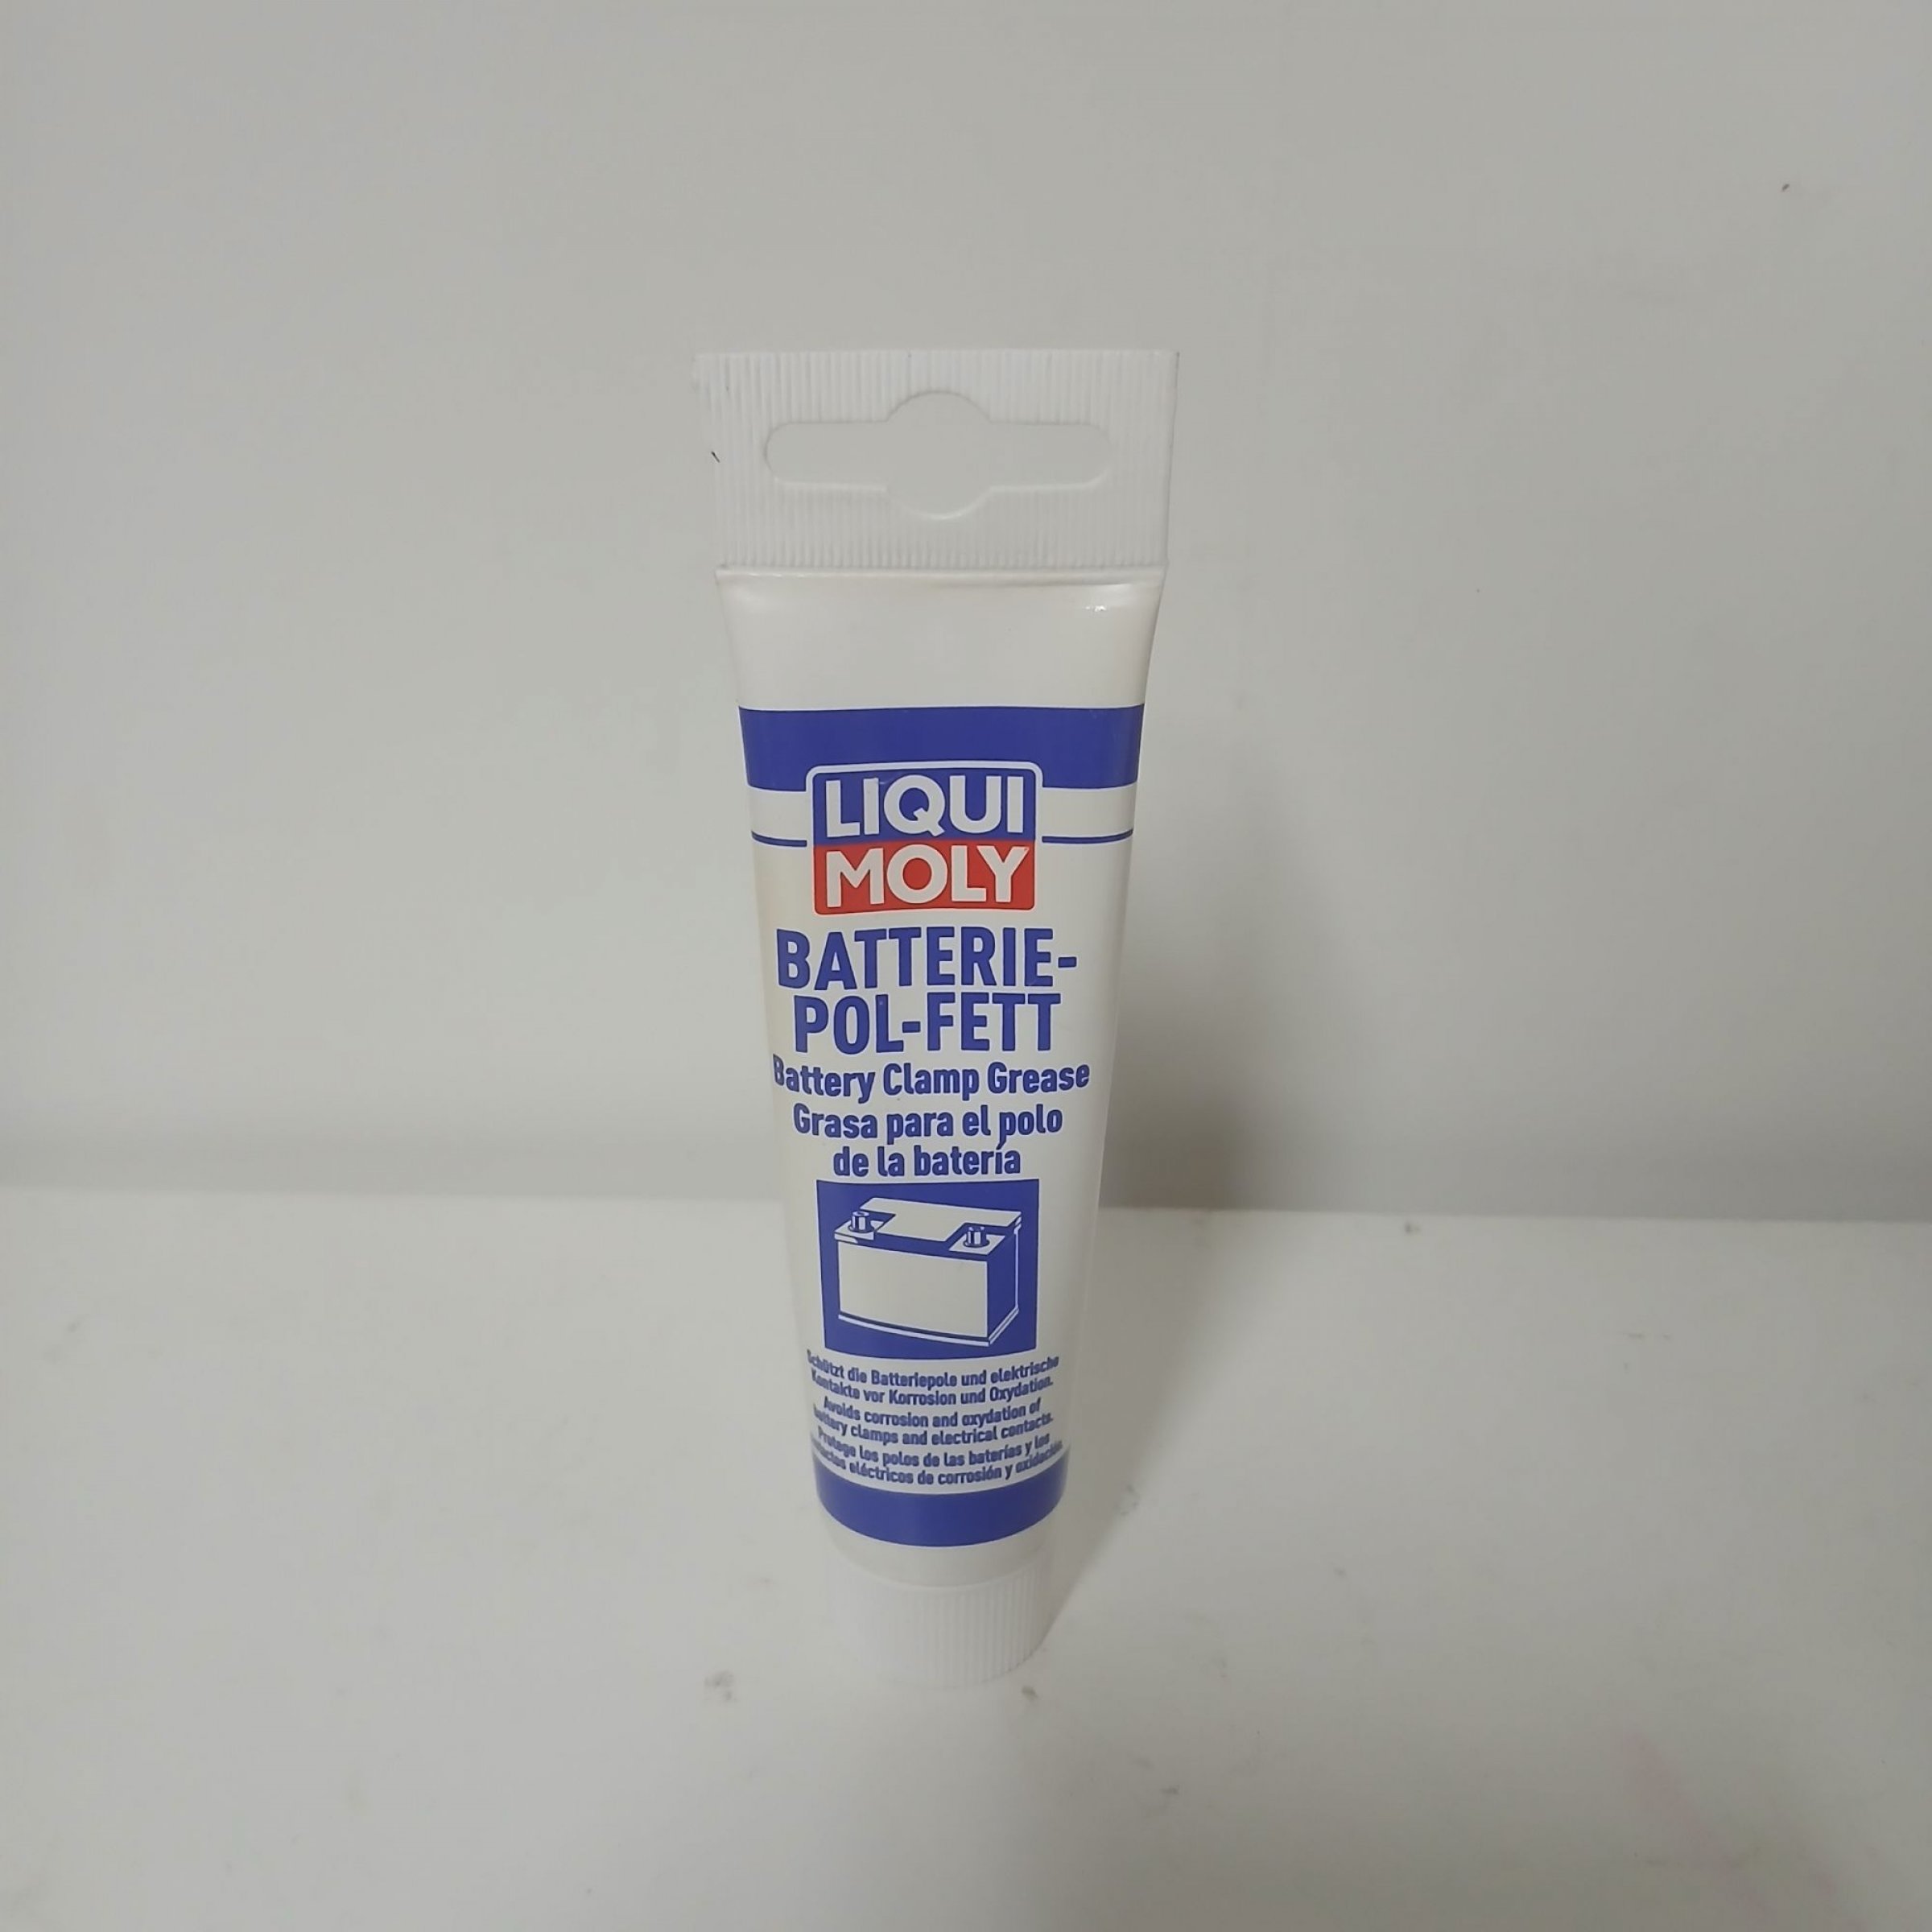 LIQUI
MOLY
BATTERIE-
POL-FETT
Battery Clamp Grease
Grasa para el polo
de la batería
Schützt die Batteriepole und elektrische
Kontakte vor Korrosion und Oxydation.
Avoids corrosion and oxydation of
battery clamps and electrical contacts.
Protege los polos de las baterías y los
contactos eléctricos de corrosión y oxidación